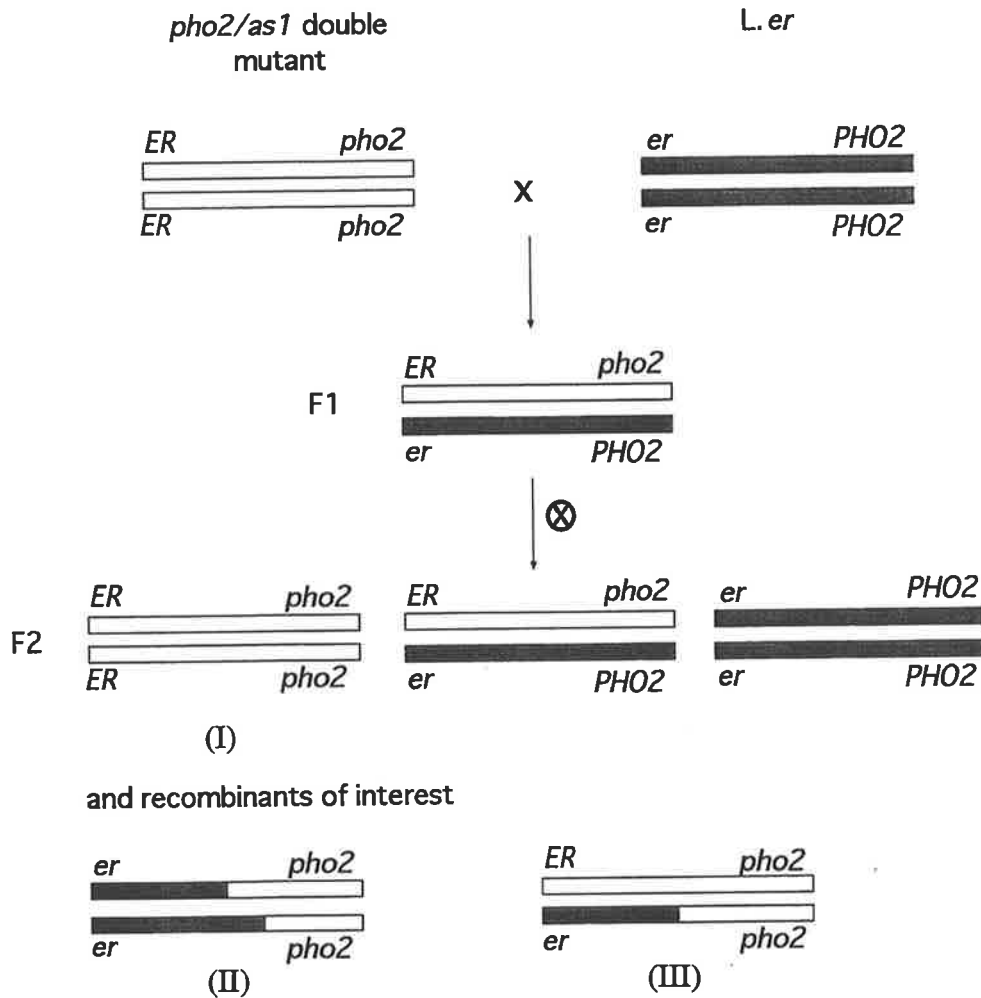 pho2/as1 double
mutant
L. er
ER pho2
ER pho2
X
er PHO2
er PHO2
F1
ER pho2
er PHO2
F2
ER pho2
ER pho2
(I)
ER pho2
er PHO2
er PHO2
er PHO2
and recombinants of interest
er pho2
er pho2
(II)
ER pho2
er pho2
(III)